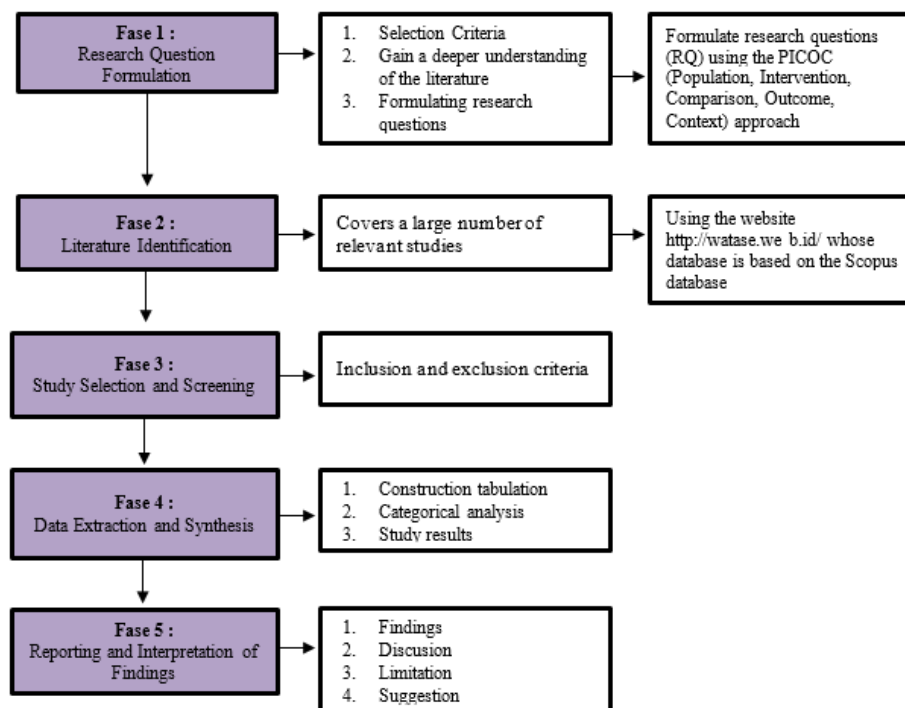 Fase 1 :
Research Question
Formulation
1. Selection Criteria
2. Gain a deeper understanding
of the literature
3. Formulating research
questions
Formulate research questions
(RQ) using the PICOC
(Population, Intervention,
Comparison, Outcome,
Context) approach
Fase 2 :
Literature Identification
Covers a large number of
relevant studies
Using the website
http://watase.we b.id/ whose
database is based on the Scopus
database
Fase 3 :
Study Selection and Screening
Inclusion and exclusion criteria
Fase 4 :
Data Extraction and Synthesis
1. Construction tabulation
2. Categorical analysis
3. Study results
Fase 5 :
Reporting and Interpretation of
Findings
1. Findings
2. Discusion
3. Limitation
4. Suggestion